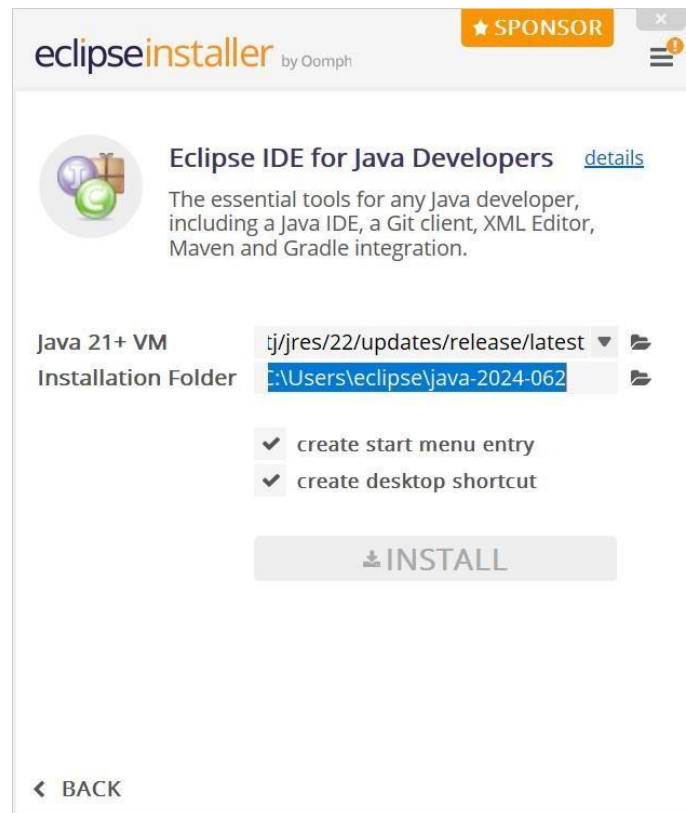 ★ SPONSOR
×
eclipseinstaller by Oomph
Eclipse IDE for Java Developers details
The essential tools for any Java developer,
including a Java IDE, a Git client, XML Editor,
Maven and Gradle integration.
Java 21+ VM tj/jres/22/updates/release/latest
Installation Folder C:\Users\eclipse\java-2024-062
✔ create start menu entry
✔ create desktop shortcut
INSTALL
BACK